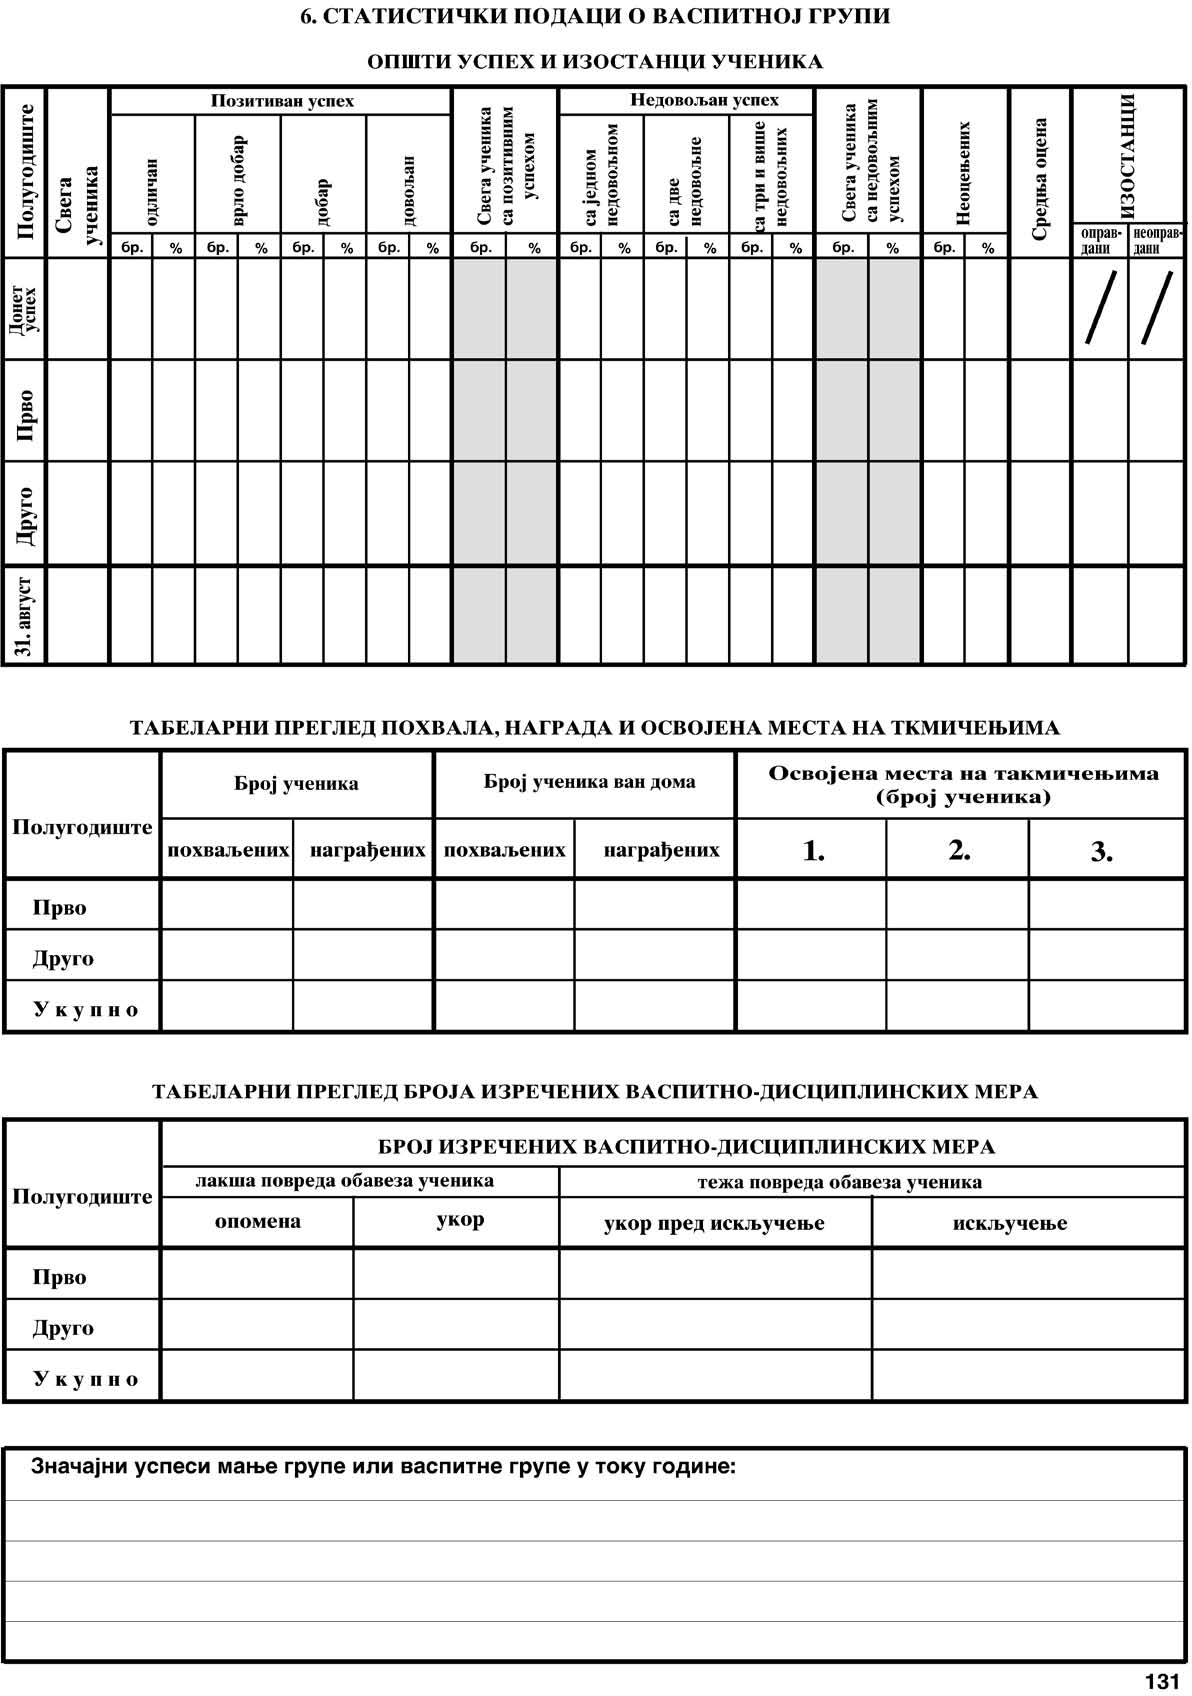 6. СТАТИСТИЧКИ ПОДАЦИ О ВАСПИТНОЈ ГРУПИ
ОПШТИ УСПЕХ И ИЗОСТАНЦИ УЧЕНИКА
Полугодиште
Свега
ученика
Позитиван успех
одличан
врло добар
добар
довољан
Свега ученика
са позитивним
успехом
Недовољан успех
са једном
недовољном
са две
недовољне
са три и више
недовољних
Свега ученика
са недовољним
успехом
Неоцењених
Средња оцена
ИЗОСТАНЦИ
оправ-
дани
неоправ-
дани
бр. % бр. % бр. % бр. % бр. % бр. % бр. % бр. % бр. % бр. %
Донет
успех
Прво
Друго
31. август
ТАБЕЛАРНИ ПРЕГЛЕД ПОХВАЛА, НАГРАДА И ОСВОЈЕНА МЕСТА НА ТКМИЧЕЊИМА
Полугодиште
Број ученика
Број ученика ван дома
Освојена места на такмичењима
(број ученика)
похваљених награђених похваљених награђених 1. 2. 3.
Прво
Друго
У к у п н о
ТАБЕЛАРНИ ПРЕГЛЕД БРОЈА ИЗРЕЧЕНИХ ВАСПИТНО-ДИСЦИПЛИНСКИХ МЕРА
Полугодиште
БРОЈ ИЗРЕЧЕНИХ ВАСПИТНО-ДИСЦИПЛИНСКИХ МЕРА
лакша повреда обавеза ученика тежа повреда обавеза ученика
опомена укор укор пред искључење искључење
Прво
Друго
У к у п н о
Значајни успеси мање групе или васпитне групе у току године:
131